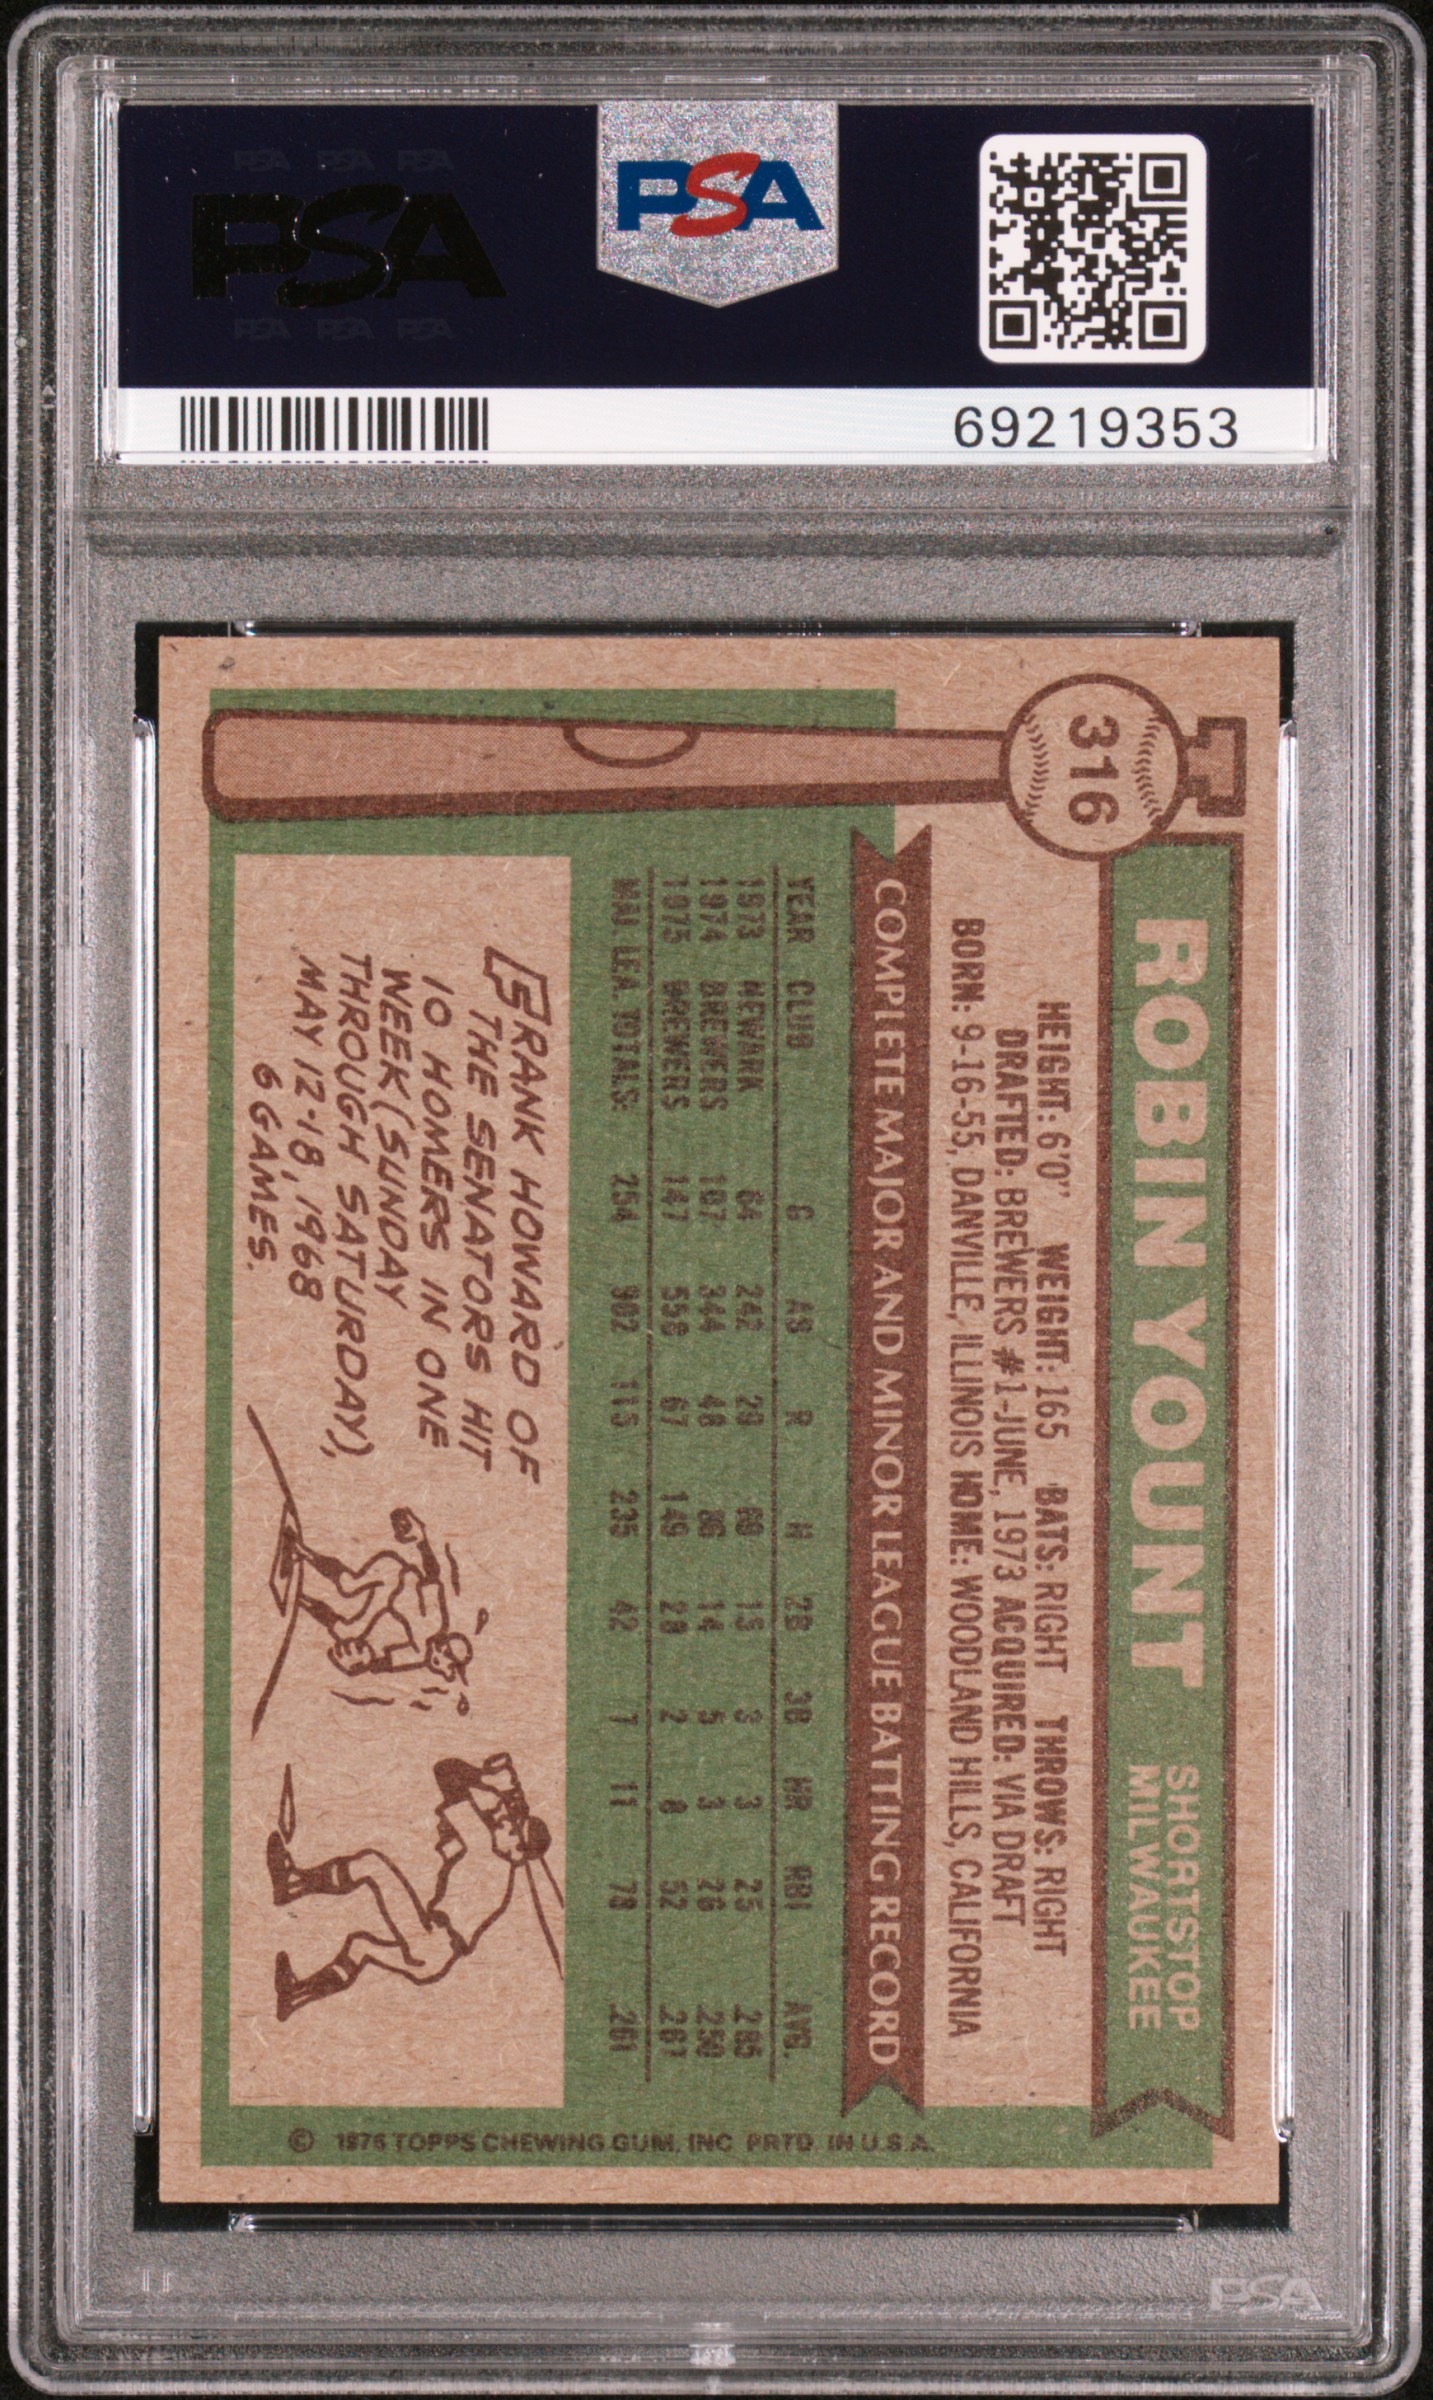 PSA PSA PSA
PSA
PSA PSA PSA
PSA
69219353
316
ROBIN YOUNT
SHORTSTOP
MILWAUKEE
HEIGHT: 6'0" WEIGHT: 165 BATS: RIGHT THROWS: RIGHT
DRAFTED: BREWERS #1-JUNE, 1973 ACQUIRED: VIA DRAFT
BORN: 9-16-55, DANVILLE, ILLINOIS HOME: WOODLAND HILLS, CALIFORNIA
COMPLETE MAJOR AND MINOR LEAGUE BATTING RECORD
YEAR CLUB G AB R H 2B 3B HR RBI AVG.
1973 NEWARK 64 242 29 69 15 3 3 25 .285
1974 BREWERS 107 344 48 86 14 5 3 26 .250
1975 BREWERS 147 558 67 149 28 2 8 52 .267
MAJ. LEA. TOTALS: 254 902 115 235 42 7 11 78 .261
FRANK HOWARD OF
THE SENATORS HIT
10 HOMERS IN ONE
WEEK (SUNDAY
THROUGH SATURDAY),
MAY 12-18, 1968
6 GAMES.
© 1976 TOPPS CHEWING GUM, INC. PRTD. IN U.S.A.
PSA